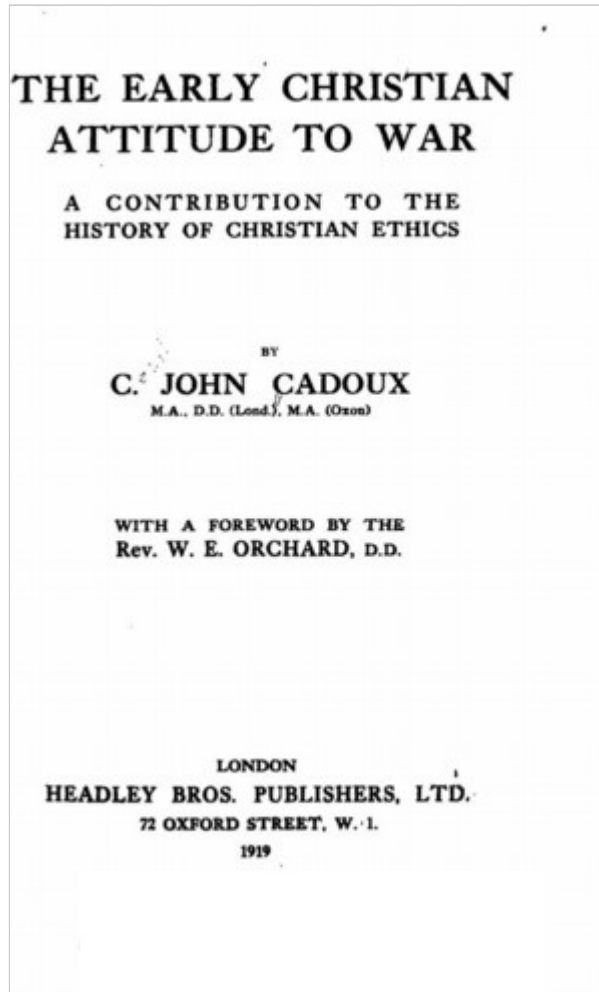 THE EARLY CHRISTIAN
ATTITUDE TO WAR
A CONTRIBUTION TO THE
HISTORY OF CHRISTIAN ETHICS
BY
C. JOHN CADOUX
M.A., D.D. (Lond.), M.A. (Oxon)
WITH A FOREWORD BY THE
Rev. W. E. ORCHARD, D.D.
LONDON
HEADLEY BROS. PUBLISHERS, LTD.
72 OXFORD STREET, W. 1.
1919